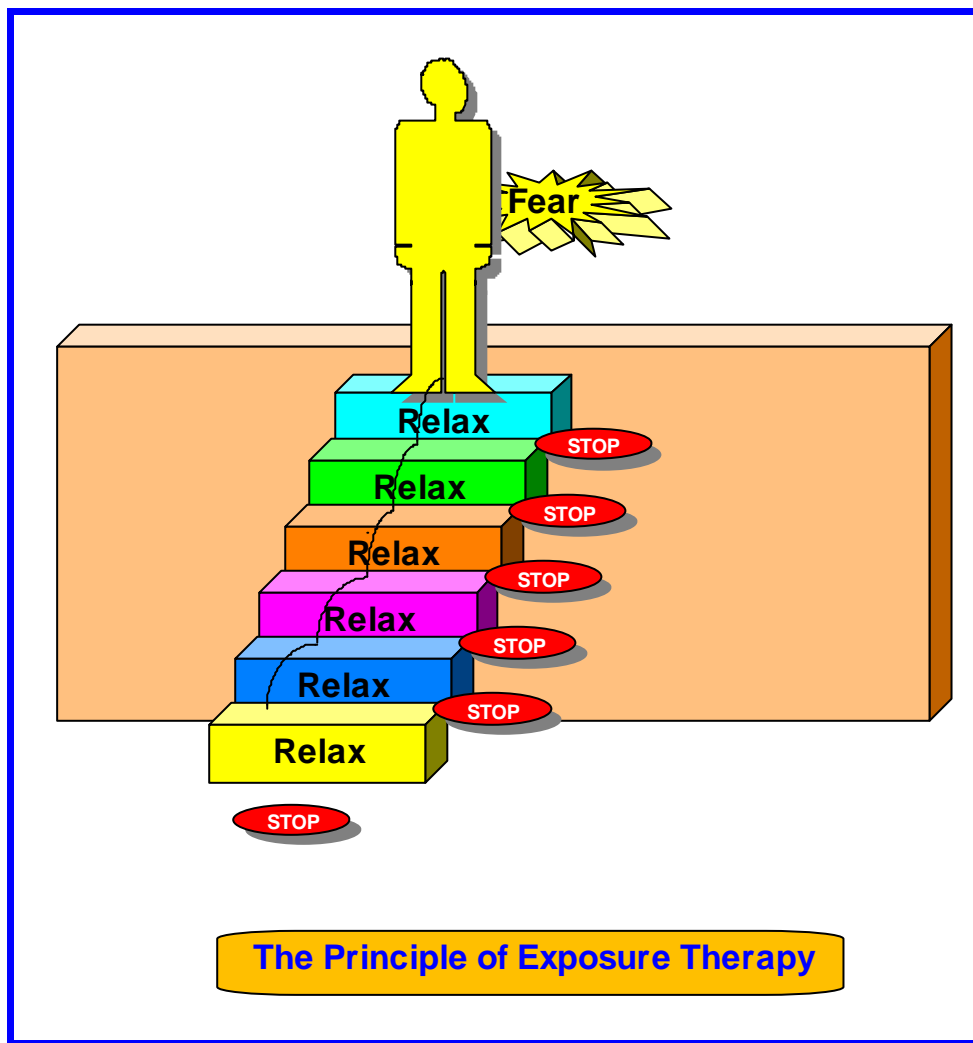 Fear
Relax
STOP
Relax
STOP
Relax
STOP
Relax
STOP
Relax
STOP
Relax
STOP
The Principle of Exposure Therapy